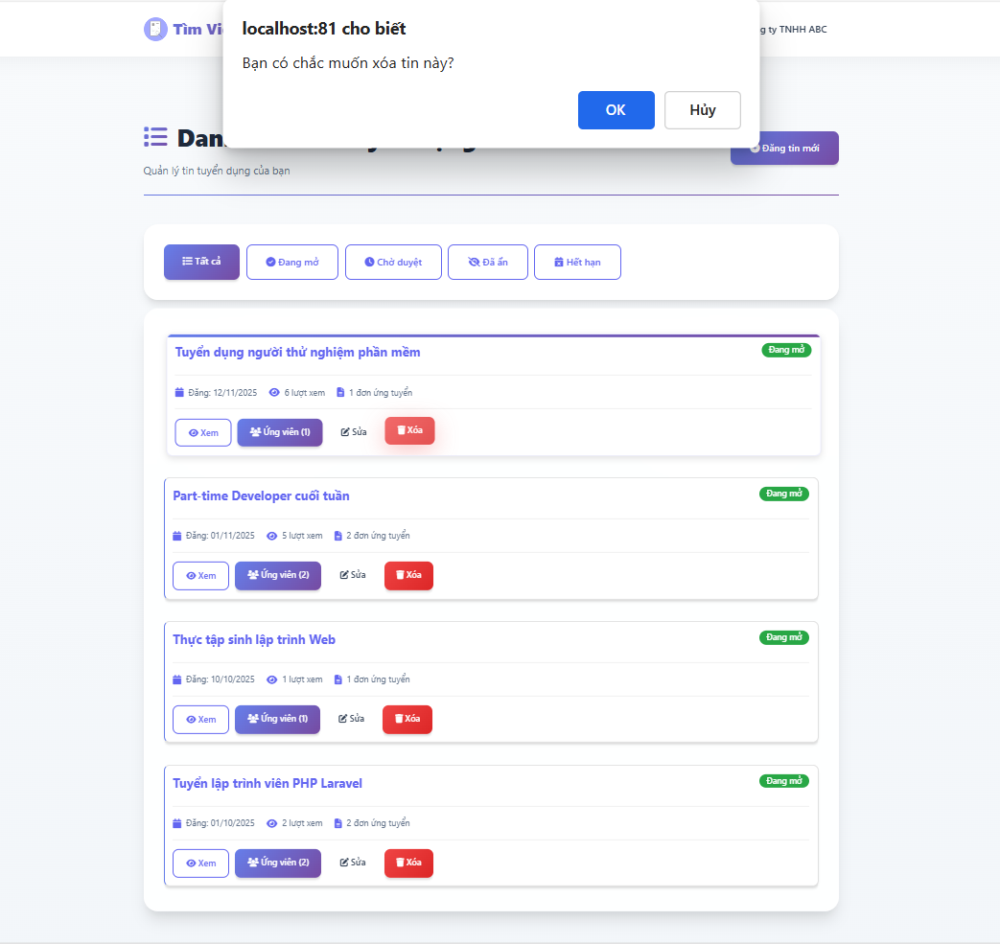 localhost:81 cho biết
Bạn có chắc muốn xóa tin này?
OK
Hủy
Tìm
TNHH ABC
Quản lý tin tuyển dụng của bạn
Đăng tin mới
Tất cả
Đang mở
Chờ duyệt
Đã ẩn
Hết hạn
Tuyển dụng người thử nghiệm phần mềm
Đang mở
Đăng: 12/11/2025 6 lượt xem 1 đơn ứng tuyển
Xem Ứng viên (1) Sửa Xóa
Part-time Developer cuối tuần
Đang mở
Đăng: 01/11/2025 5 lượt xem 2 đơn ứng tuyển
Xem Ứng viên (2) Sửa Xóa
Thực tập sinh lập trình Web
Đang mở
Đăng: 10/10/2025 1 lượt xem 1 đơn ứng tuyển
Xem Ứng viên (1) Sửa Xóa
Tuyển lập trình viên PHP Laravel
Đang mở
Đăng: 01/10/2025 2 lượt xem 2 đơn ứng tuyển
Xem Ứng viên (2) Sửa Xóa